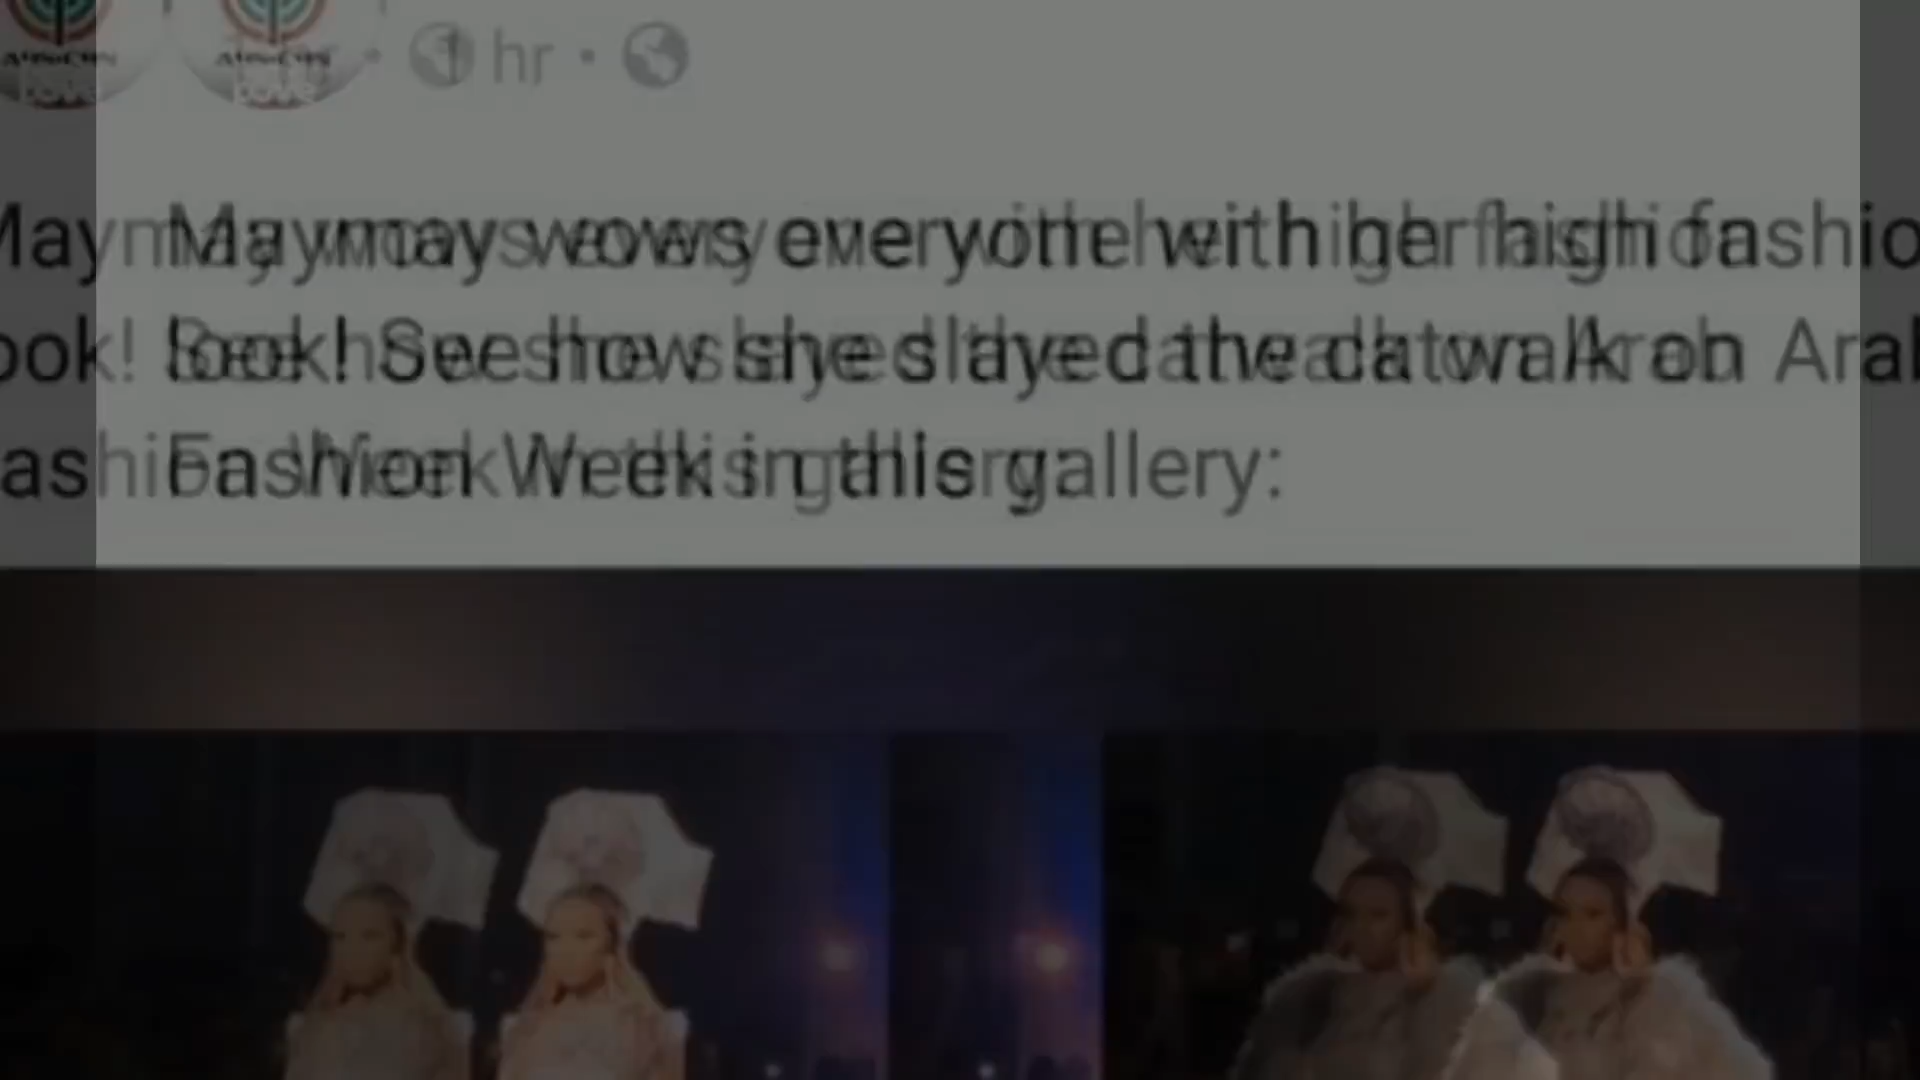 1 hr
Maymay wows everyone with her high fashion
look! See how she slayed the catwalk on Arab
Fashion Week in this gallery: